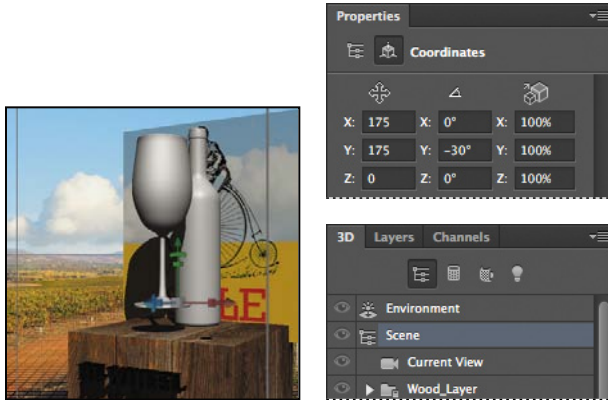 Properties
Coordinates
X: 175 X: 0° X: 100%
Y: 175 Y: -30° Y: 100%
Z: 0 Z: 0° Z: 100%
3D Layers Channels
Environment
Scene
Current View
Wood_Layer
LE